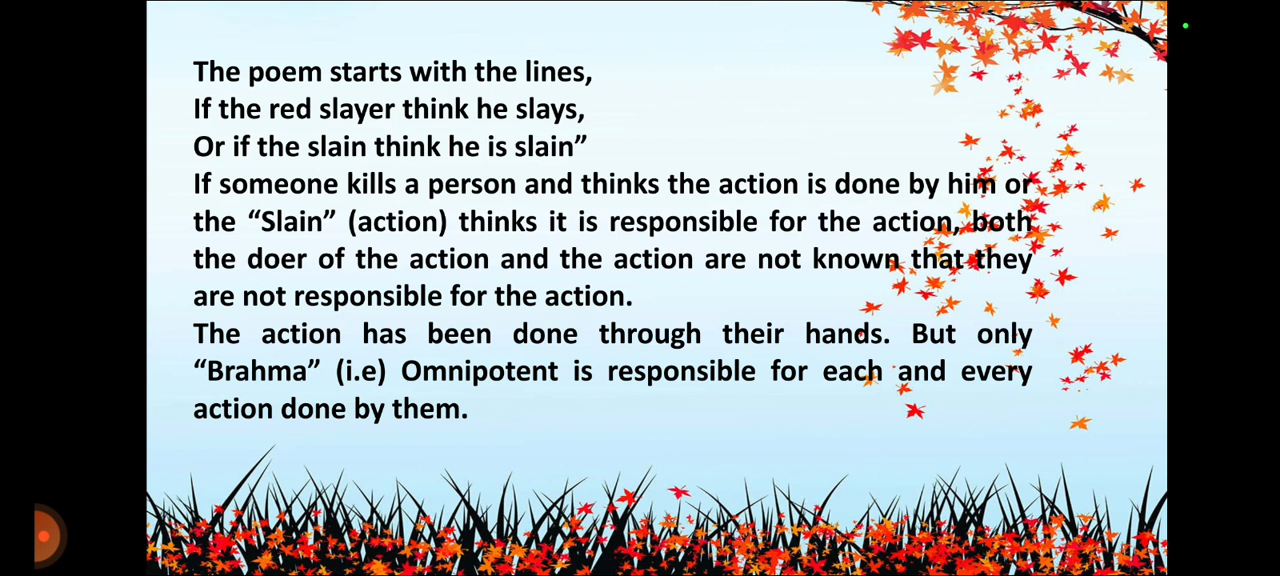 The poem starts with the lines,
If the red slayer think he slays,
Or if the slain think he is slain”
If someone kills a person and thinks the action is done by him or
the “Slain” (action) thinks it is responsible for the action, both
the doer of the action and the action are not known that they
are not responsible for the action.
The action has been done through their hands. But only
“Brahma” (i.e) Omnipotent is responsible for each and every
action done by them.